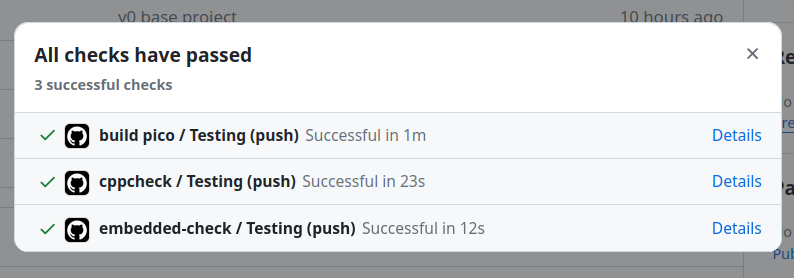 v0 base project 10 hours ago
All checks have passed
3 successful checks
build pico / Testing (push) Successful in 1m Details
cppcheck / Testing (push) Successful in 23s Details
embedded-check / Testing (push) Successful in 12s Details